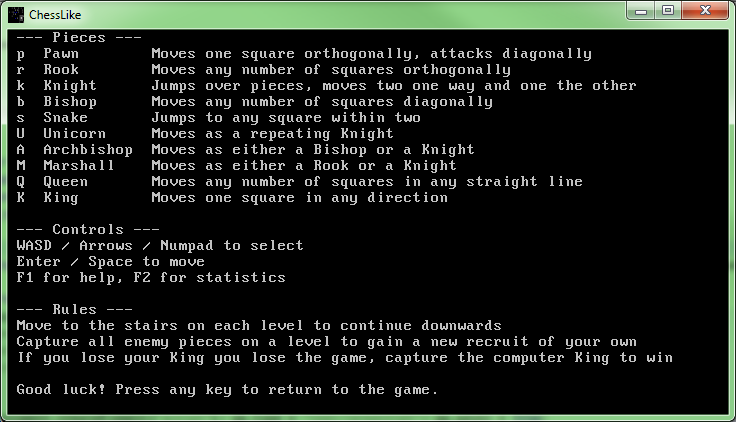 ChessLike
--- Pieces ---
p Pawn Moves one square orthogonally, attacks diagonally
r Rook Moves any number of squares orthogonally
k Knight Jumps over pieces, moves two one way and one the other
b Bishop Moves any number of squares diagonally
s Snake Jumps to any square within two
U Unicorn Moves as a repeating Knight
A Archbishop Moves as either a Bishop or a Knight
M Marshall Moves as either a Rook or a Knight
Q Queen Moves any number of squares in any straight line
K King Moves one square in any direction
--- Controls ---
WASD / Arrows / Numpad to select
Enter / Space to move
F1 for help, F2 for statistics
--- Rules ---
Move to the stairs on each level to continue downwards
Capture all enemy pieces on a level to gain a new recruit of your own
If you lose your King you lose the game, capture the computer King to win
Good luck! Press any key to return to the game.